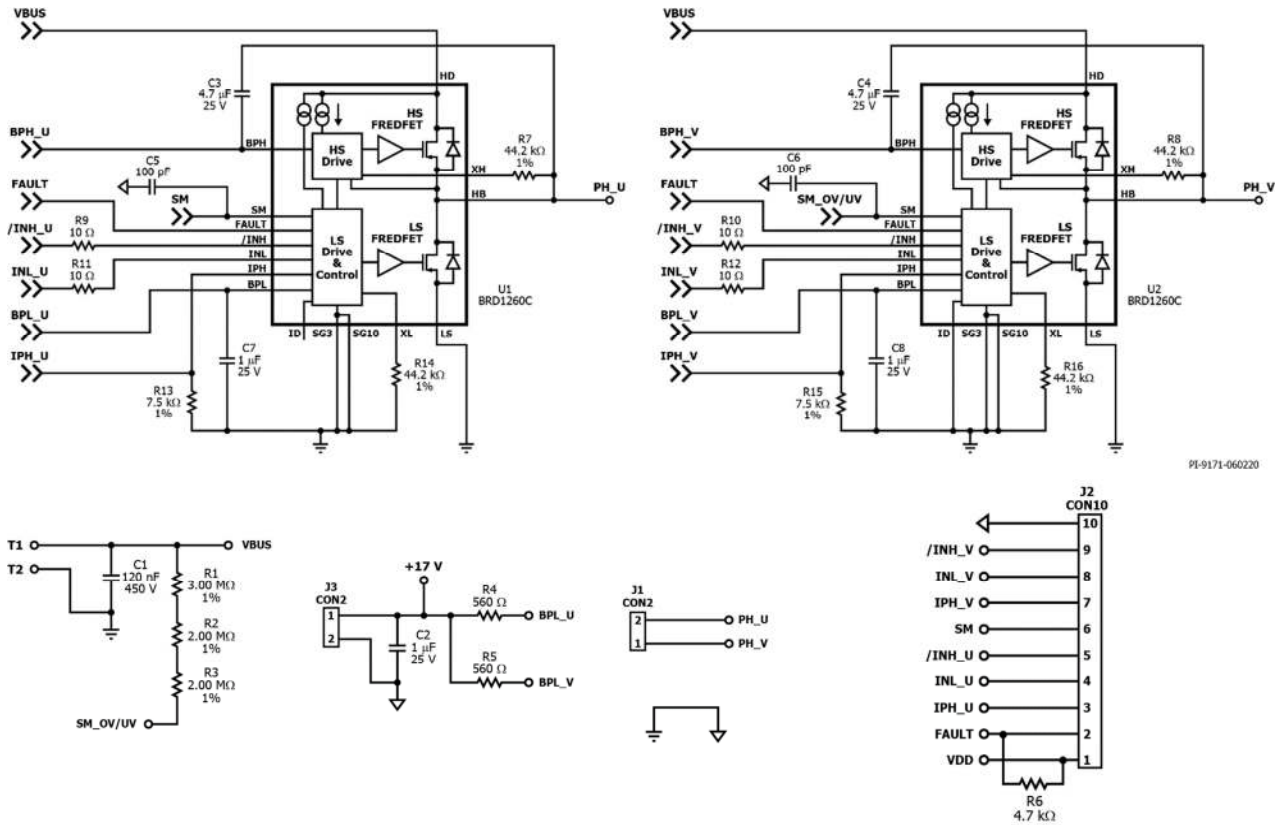 VBUS
C3
4.7 μF
25 V
HD
HS
FREDFET
BPH_U
BPH
HS
Drive
R7
44.2 kΩ
1%
C5
100 pF
XH
FAULT
HB
PH_U
SM
SM
FAULT
/INH_U
R9
10 Ω
/INH
LS
Drive
&
Control
LS
FREDFET
INL
INL_U
R11
10 Ω
IPH
BPL
U1
BRD1260C
BPL_U
ID
SG3
SG10
XL
LS
IPH_U
C7
1 μF
25 V
R14
44.2 kΩ
1%
R13
7.5 kΩ
1%
VBUS
C4
4.7 μF
25 V
HD
HS
FREDFET
BPH_V
BPH
HS
Drive
R8
44.2 kΩ
1%
C6
100 pF
XH
FAULT
HB
PH_V
SM_OV/UV
SM
FAULT
/INH_V
R10
10 Ω
/INH
LS
Drive
&
Control
LS
FREDFET
INL
INL_V
R12
10 Ω
IPH
BPL
U2
BRD1260C
BPL_V
ID
SG3
SG10
XL
LS
IPH_V
C8
1 μF
25 V
R16
44.2 kΩ
1%
R15
7.5 kΩ
1%
PI-9171-060220
T1
VBUS
T2
C1
120 nF
450 V
R1
3.00 MΩ
1%
R2
2.00 MΩ
1%
R3
2.00 MΩ
1%
SM_OV/UV
+17 V
J3
CON2
1
2
C2
1 μF
25 V
R4
560 Ω
BPL_U
R5
560 Ω
BPL_V
J1
CON2
2
PH_U
1
PH_V
J2
CON10
10
/INH_V
9
INL_V
8
IPH_V
7
SM
6
/INH_U
5
INL_U
4
IPH_U
3
FAULT
2
VDD
1
R6
4.7 kΩ